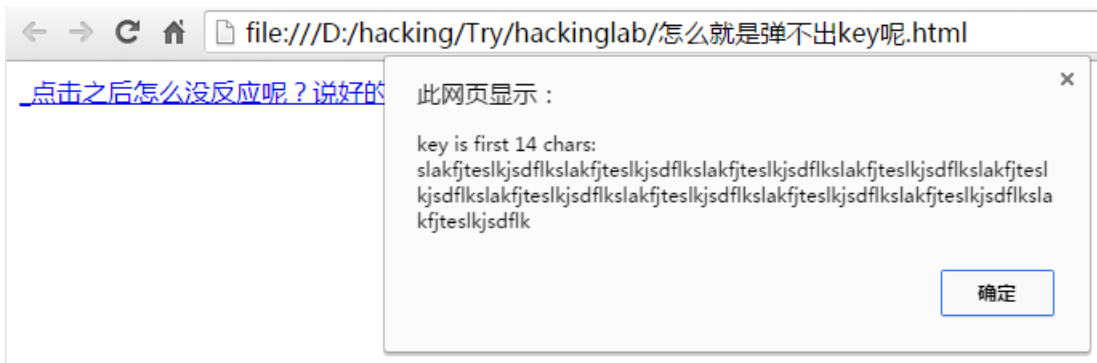 file:///D:/hacking/Try/hackinglab/怎么就是弹不出key呢.html
_点击之后怎么没反应呢？说好的
此网页显示：
key is first 14 chars:
slakfjteslkjsdflkslakfjteslkjsdflkslakfjteslkjsdflkslakfjteslkjsdflkslakfjtesl
kjsdflkslakfjteslkjsdflkslakfjteslkjsdflkslakfjteslkjsdflkslakfjteslkjsdflksla
kfjteslkjsdflk
确定